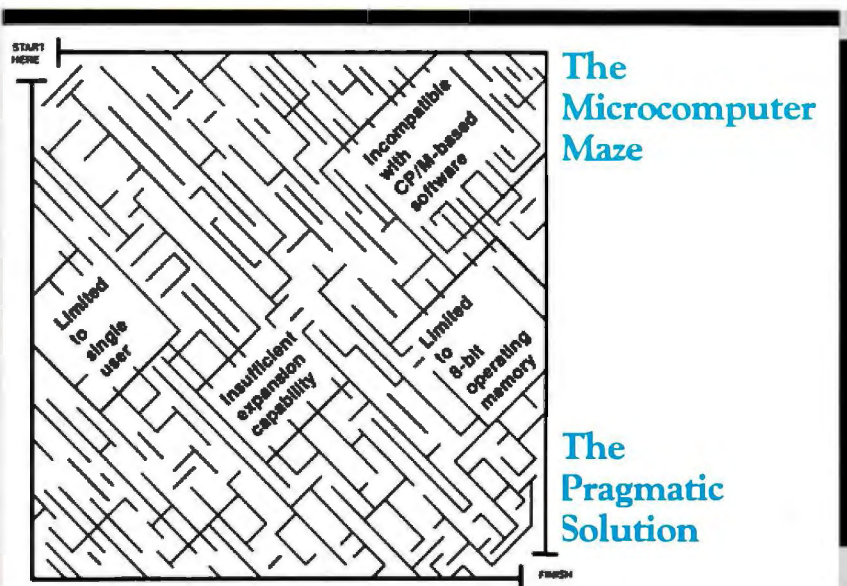 START
HERE
The
Microcomputer
Maze
Incompatible
with
CP/M-based
software
Limited
to
single
user
Insufficient
expansion
capability
Limited
to
8-bit
operating
memory
The
Pragmatic
Solution
FINISH